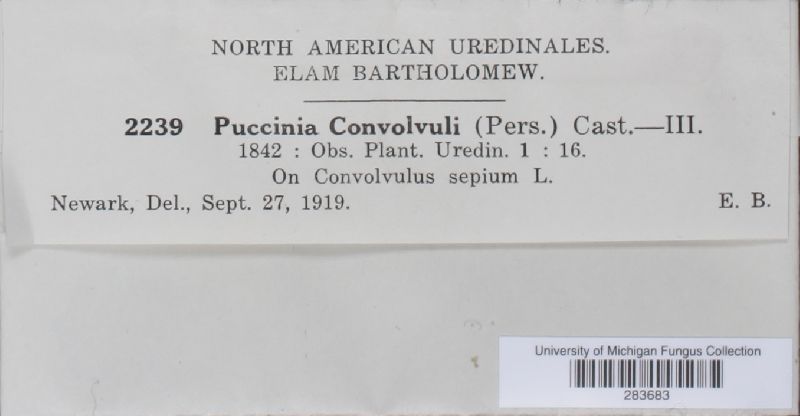 NORTH AMERICAN UREDINALES.
ELAM BARTHOLOMEW.
2239 Puccinia Convolvuli (Pers.) Cast.—III.
1842 : Obs. Plant. Uredin. 1 : 16.
On Convolvulus sepium L.
Newark, Del., Sept. 27, 1919. E. B.
University of Michigan Fungus Collection
283683